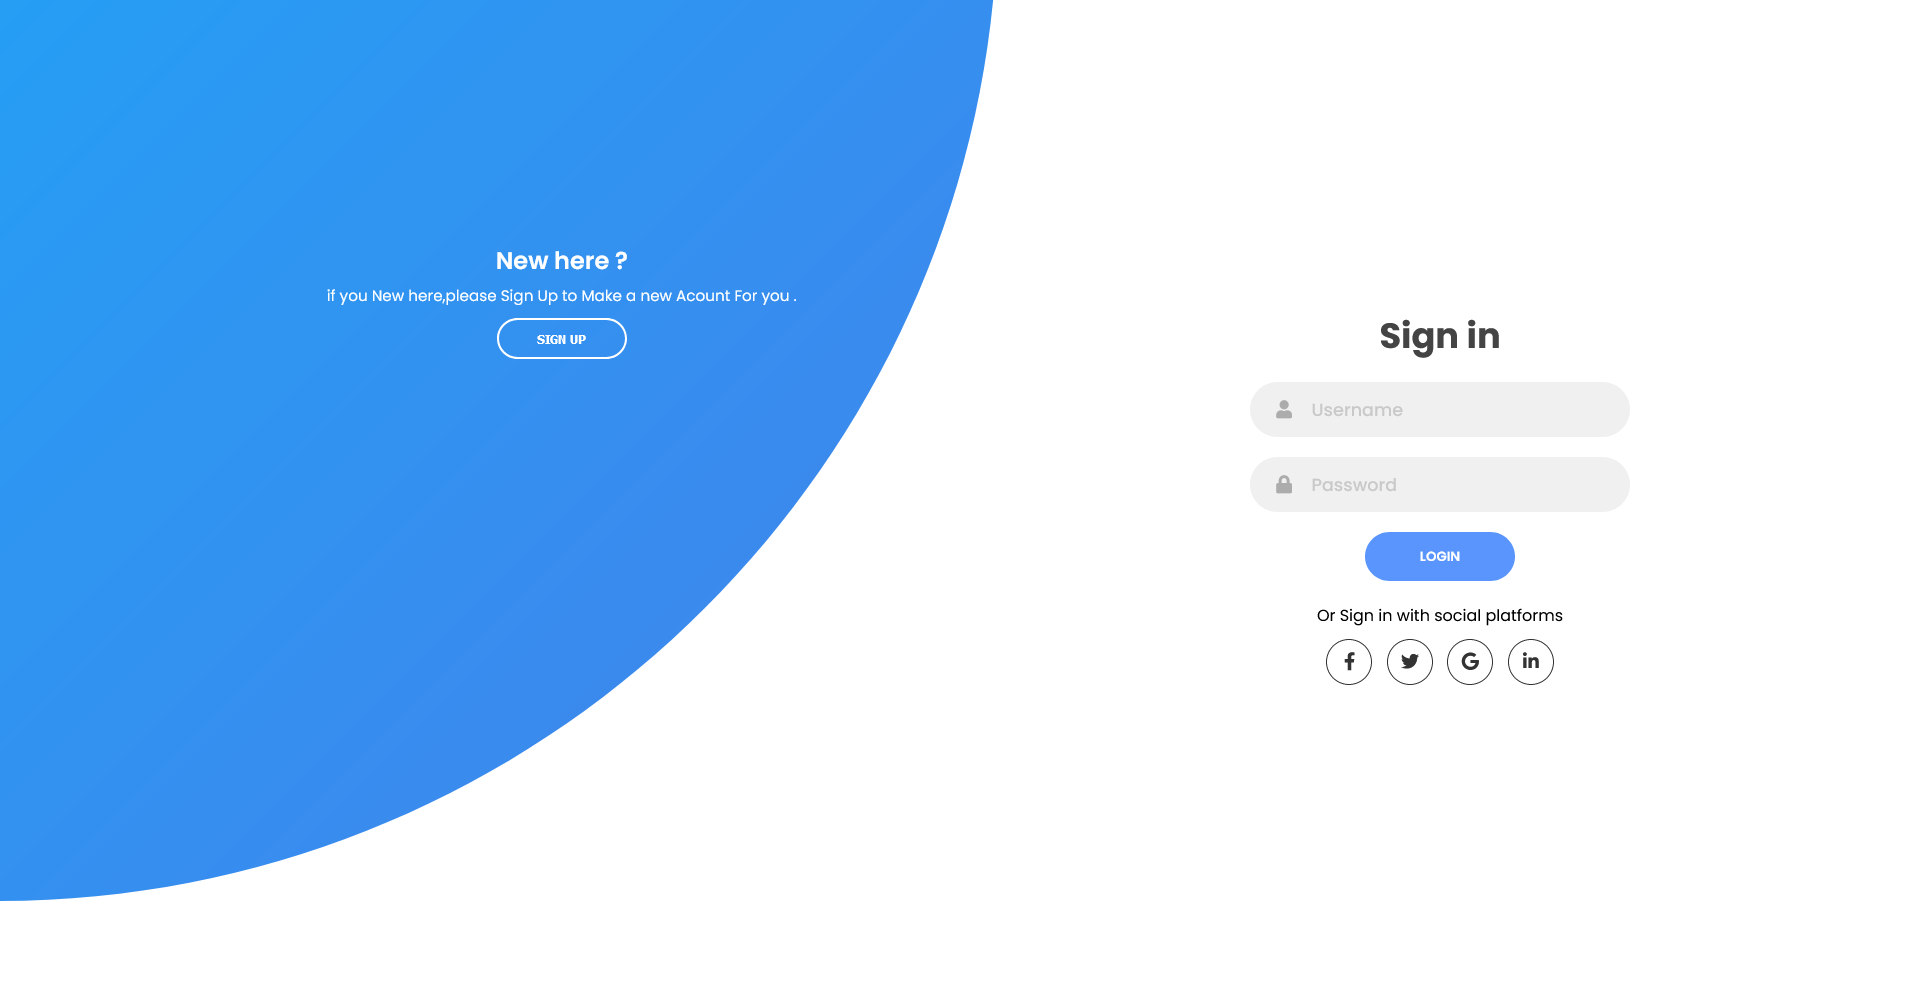 New here ?
if you New here,please Sign Up to Make a new Acount For you .
SIGN UP
Sign in
Username
Password
LOGIN
Or Sign in with social platforms